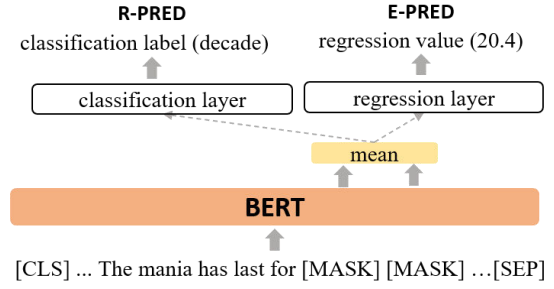 R-PRED E-PRED
classification label (decade) regression value (20.4)
classification layer regression layer
mean
BERT
[CLS] ... The mania has last for [MASK] [MASK] ...[SEP]